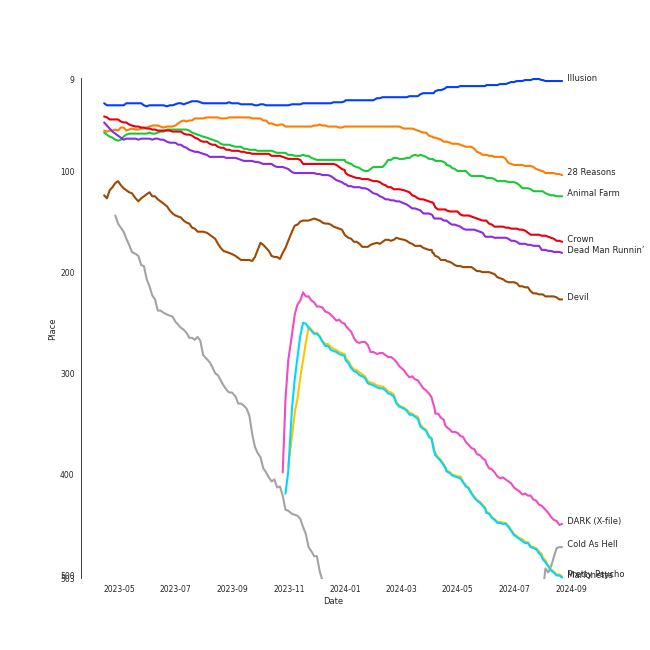 9
Illusion
100
28 Reasons
Animal Farm
200
Crown
Dead Man Runnin'
Devil
Place
300
400
DARK (X-file)
Cold As Hell
500
503
Pretty Psycho
Marionette
2023-05 2023-07 2023-09 2023-11 2024-01 2024-03 2024-05 2024-07 2024-09
Date